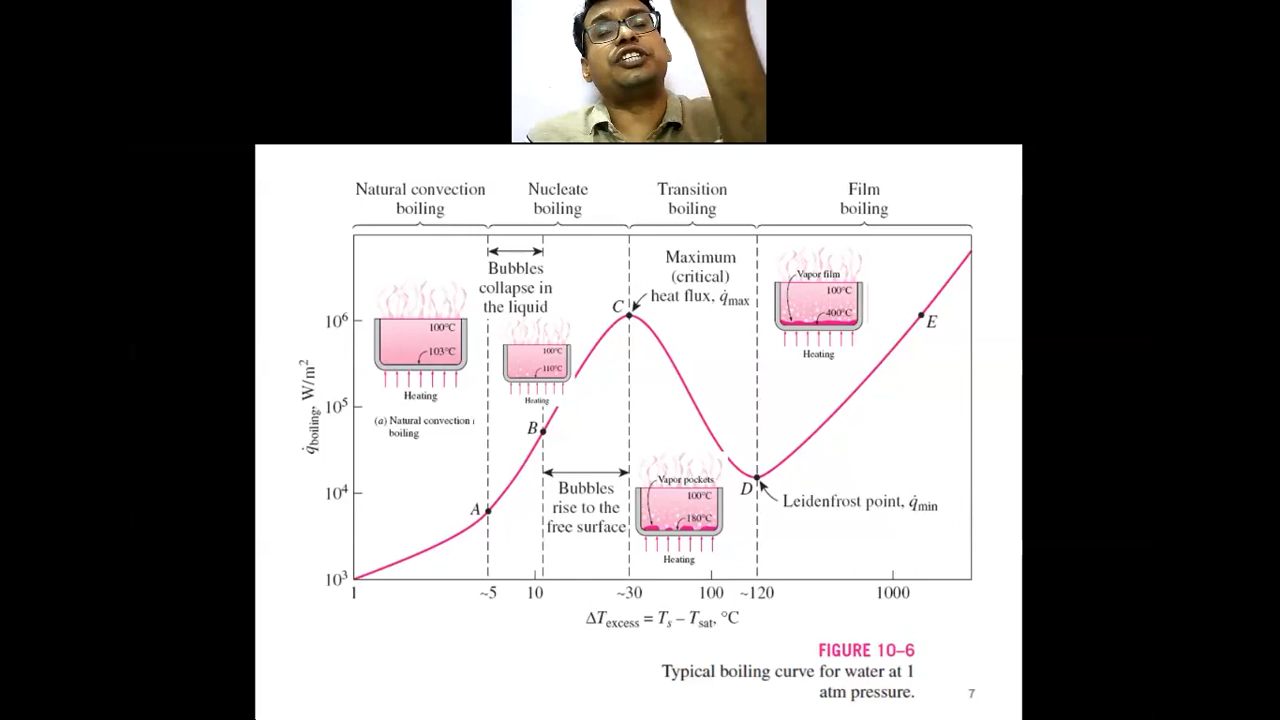 Natural convection
boiling
Nucleate
boiling
Transition
boiling
Film
boiling
Bubbles
collapse in
the liquid
Maximum
(critical)
heat flux, q̇max
C
Vapor film
100°C
400°C
Heating
E
100°C
103°C
Heating
(a) Natural convection
boiling
100°C
110°C
Heating
B
A
Bubbles
rise to the
free surface
Vapor pockets
100°C
180°C
Heating
D
Leidenfrost point, q̇min
q̇boiling, W/m²
10⁶
10⁵
10⁴
10³
1
~5
10
~30
100
~120
1000
ΔTexcess = Ts – Tsat, °C
FIGURE 10–6
Typical boiling curve for water at 1
atm pressure.
7